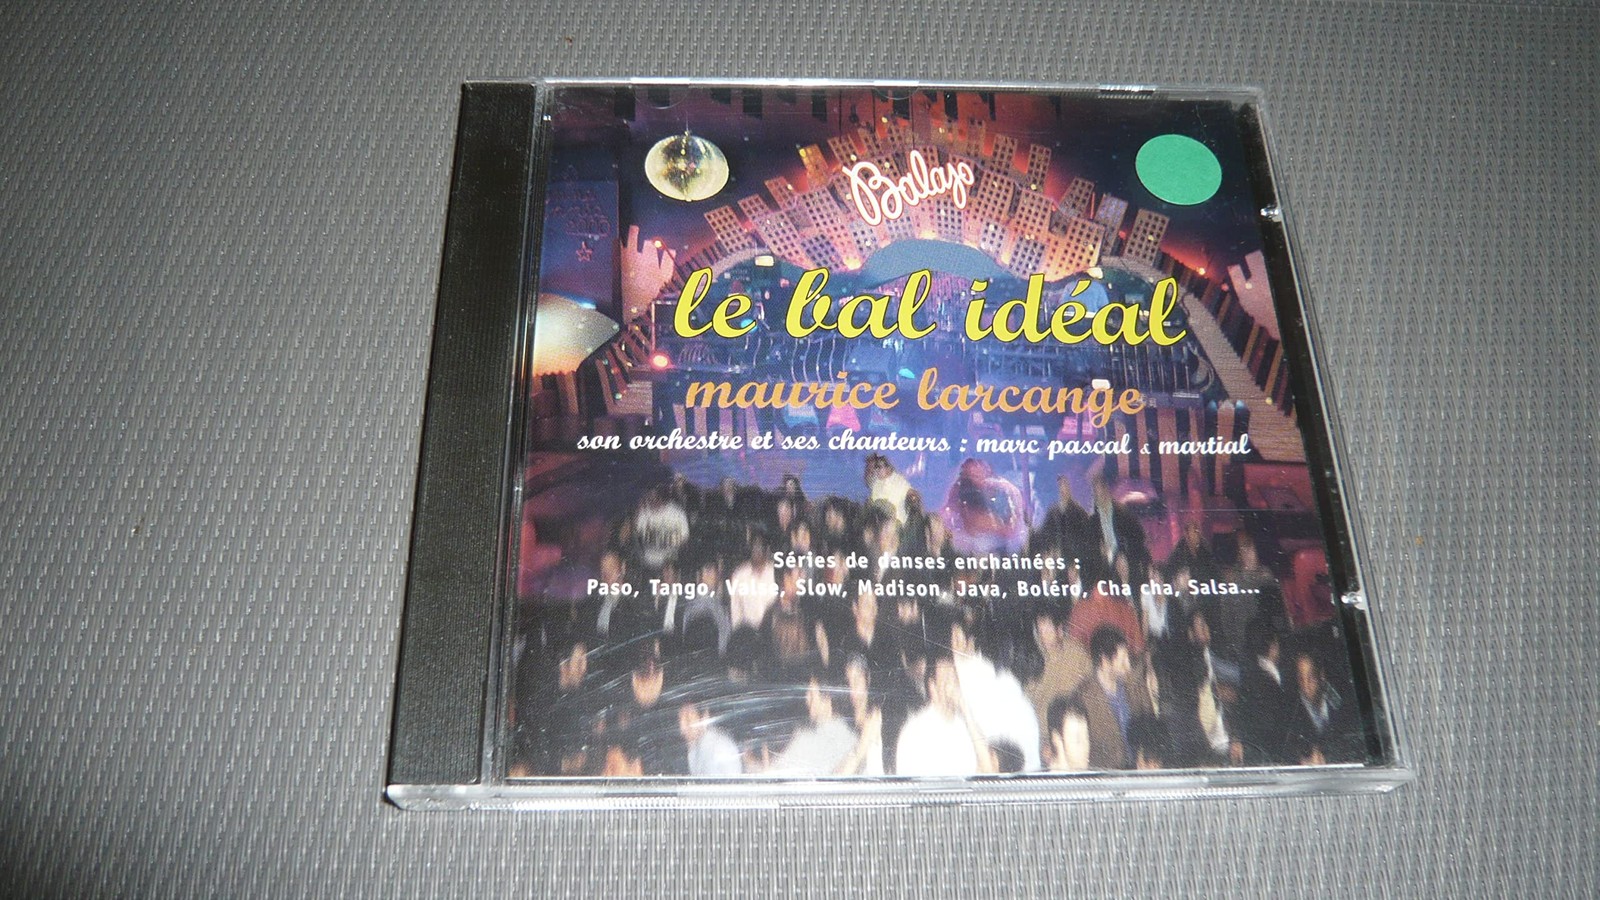 Balajo
le bal idéal
maurice larcange
son orchestre et ses chanteurs : marc pascal & martial
Séries de danses enchaînées :
Paso, Tango, Valse, Slow, Madison, Java, Boléro, Cha cha, Salsa...